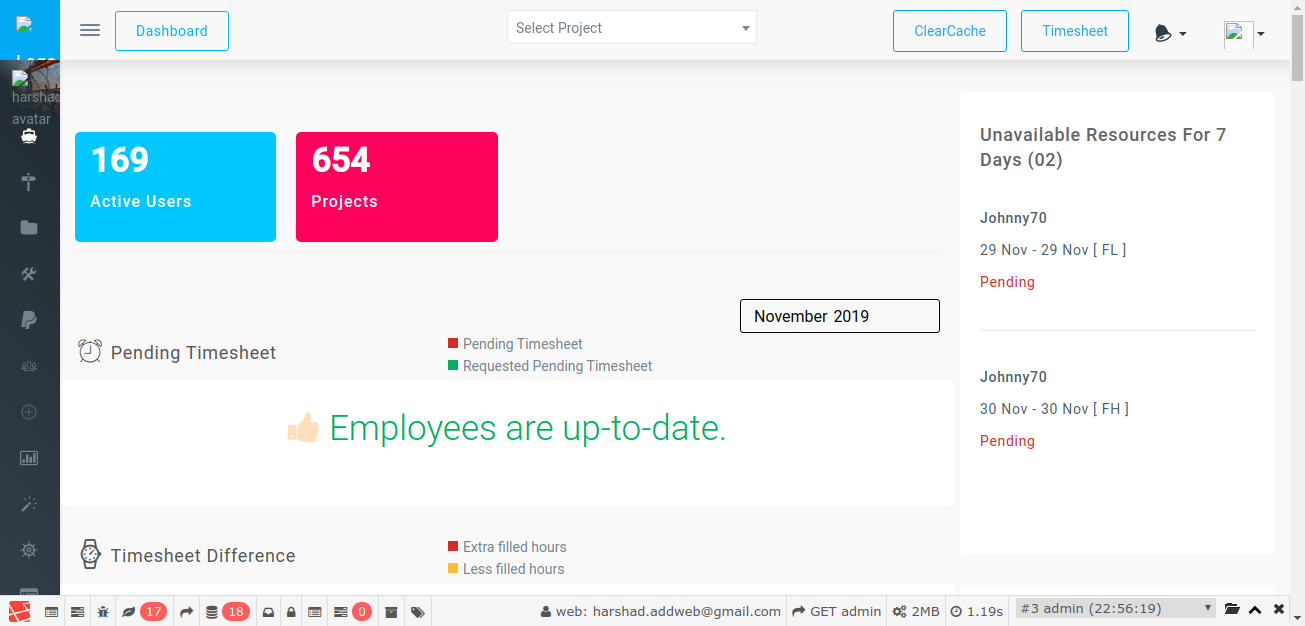 Dashboard
Select Project
ClearCache
Timesheet
harshad
avatar
169
Active Users
654
Projects
Unavailable Resources For 7
Days (02)
Johnny70
29 Nov - 29 Nov [ FL ]
Pending
Johnny70
30 Nov - 30 Nov [ FH ]
Pending
November 2019
Pending Timesheet
Pending Timesheet
Requested Pending Timesheet
Employees are up-to-date.
Timesheet Difference
Extra filled hours
Less filled hours
17
18
0
web: harshad.addweb@gmail.com
GET admin
2MB
1.19s
#3 admin (22:56:19)